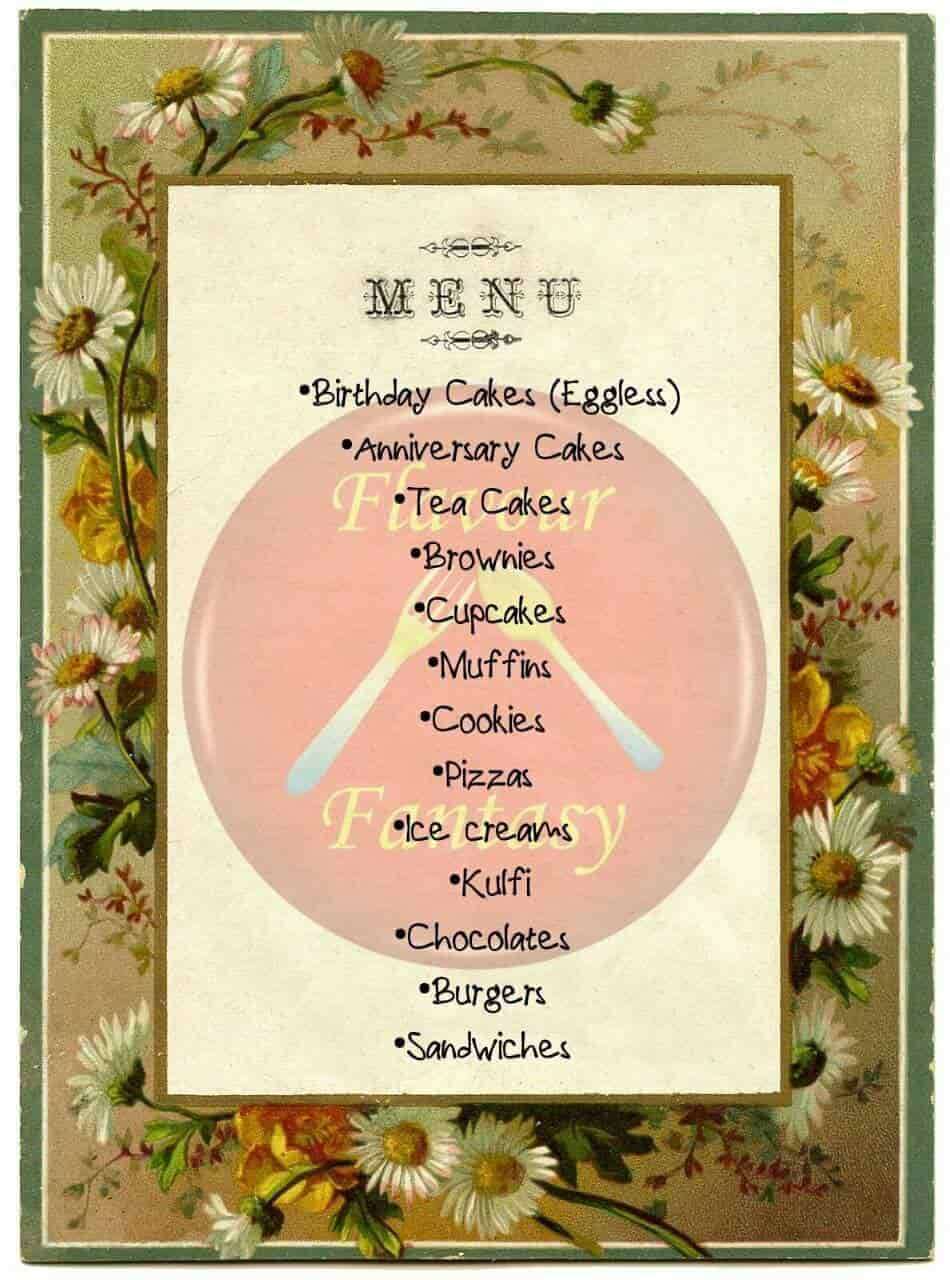 MENU
•Birthday Cakes (Eggless)
•Anniversary Cakes
Flavour
•Tea Cakes
•Brownies
•Cupcakes
•Muffins
•Cookies
•Pizzas
Fantasy
•Ice creams
•Kulfi
•Chocolates
•Burgers
•Sandwiches